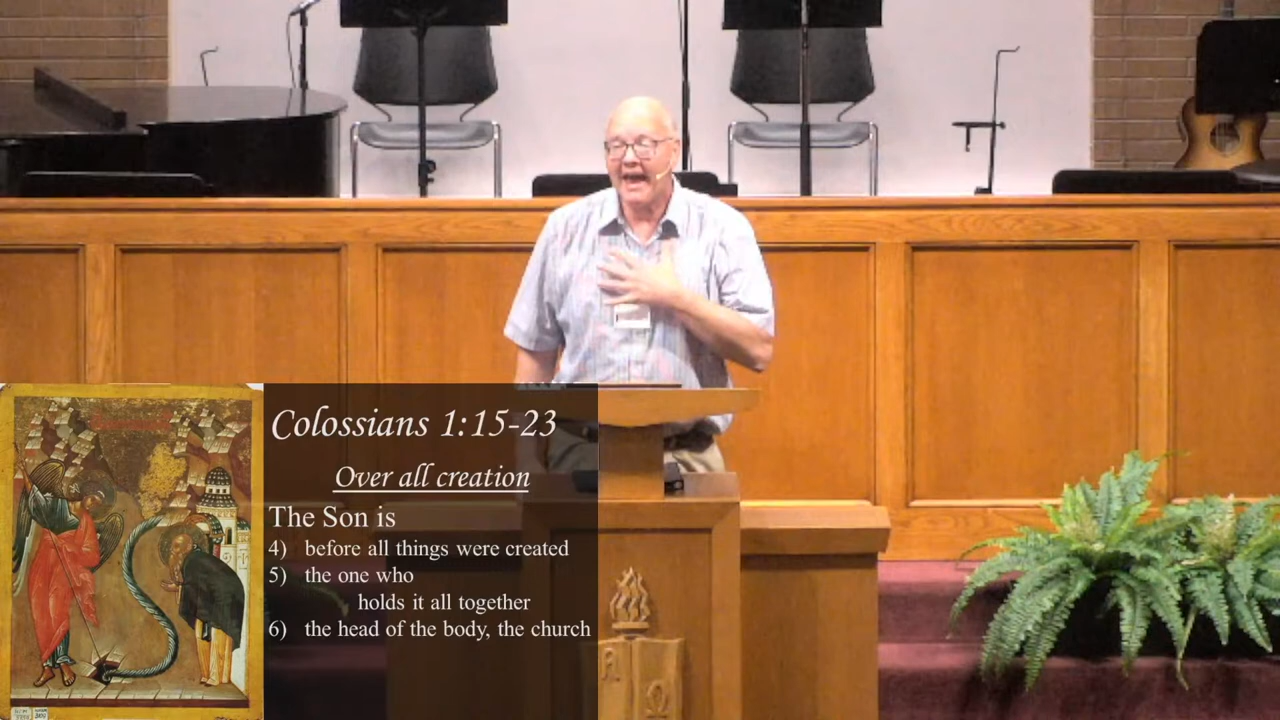 Colossians 1:15-23
Over all creation
The Son is
4) before all things were created
5) the one who
holds it all together
6) the head of the body, the church
Α
Ω